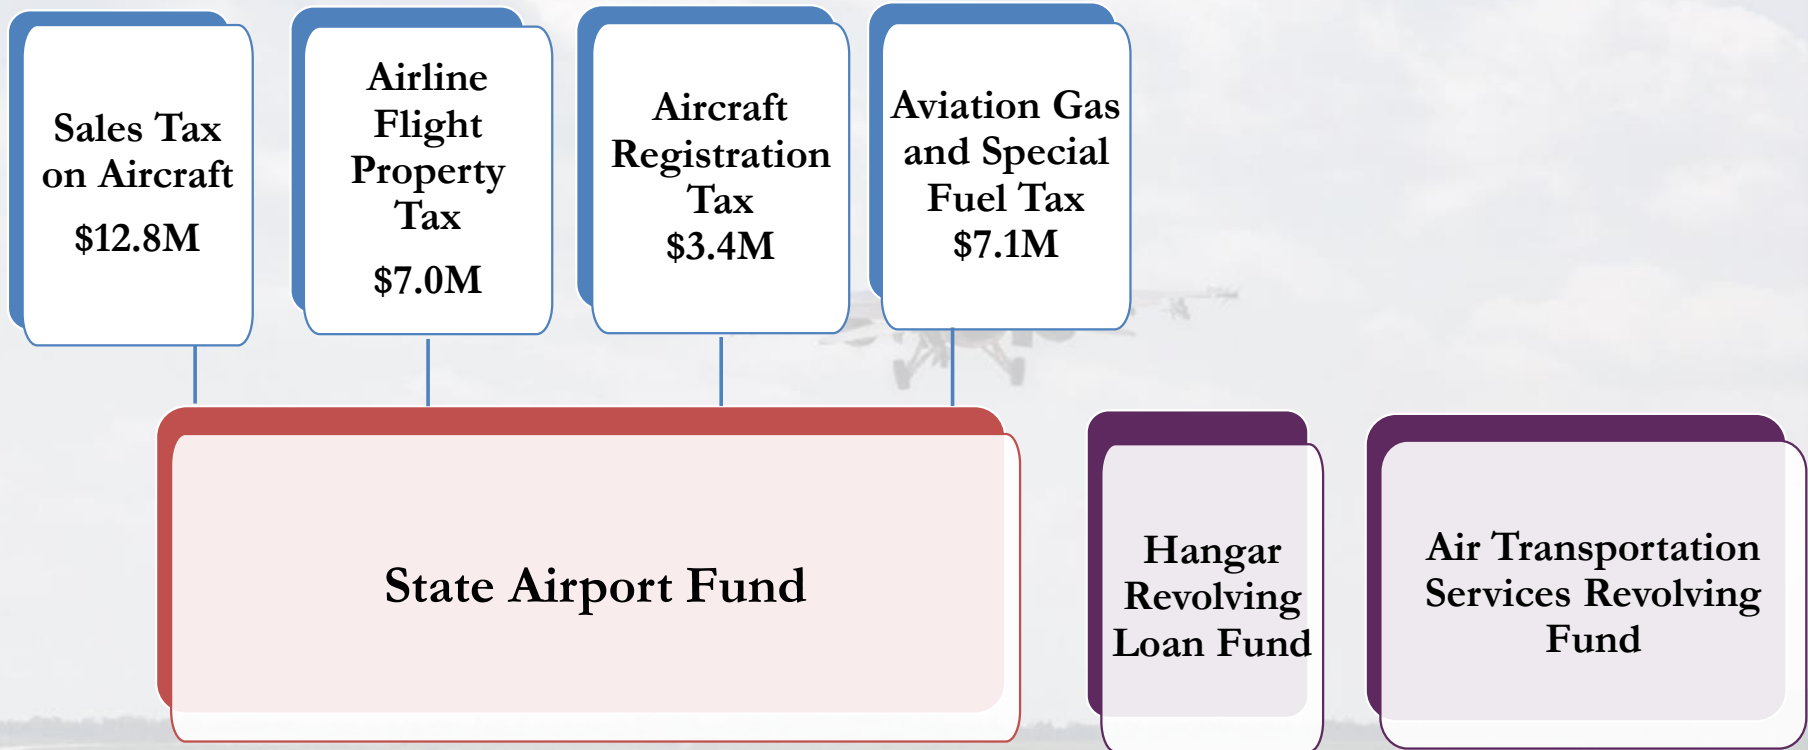 Sales Tax
on Aircraft
$12.8M
Airline
Flight
Property
Tax
$7.0M
Aircraft
Registration
Tax
$3.4M
Aviation Gas
and Special
Fuel Tax
$7.1M
State Airport Fund
Hangar
Revolving
Loan Fund
Air Transportation
Services Revolving
Fund